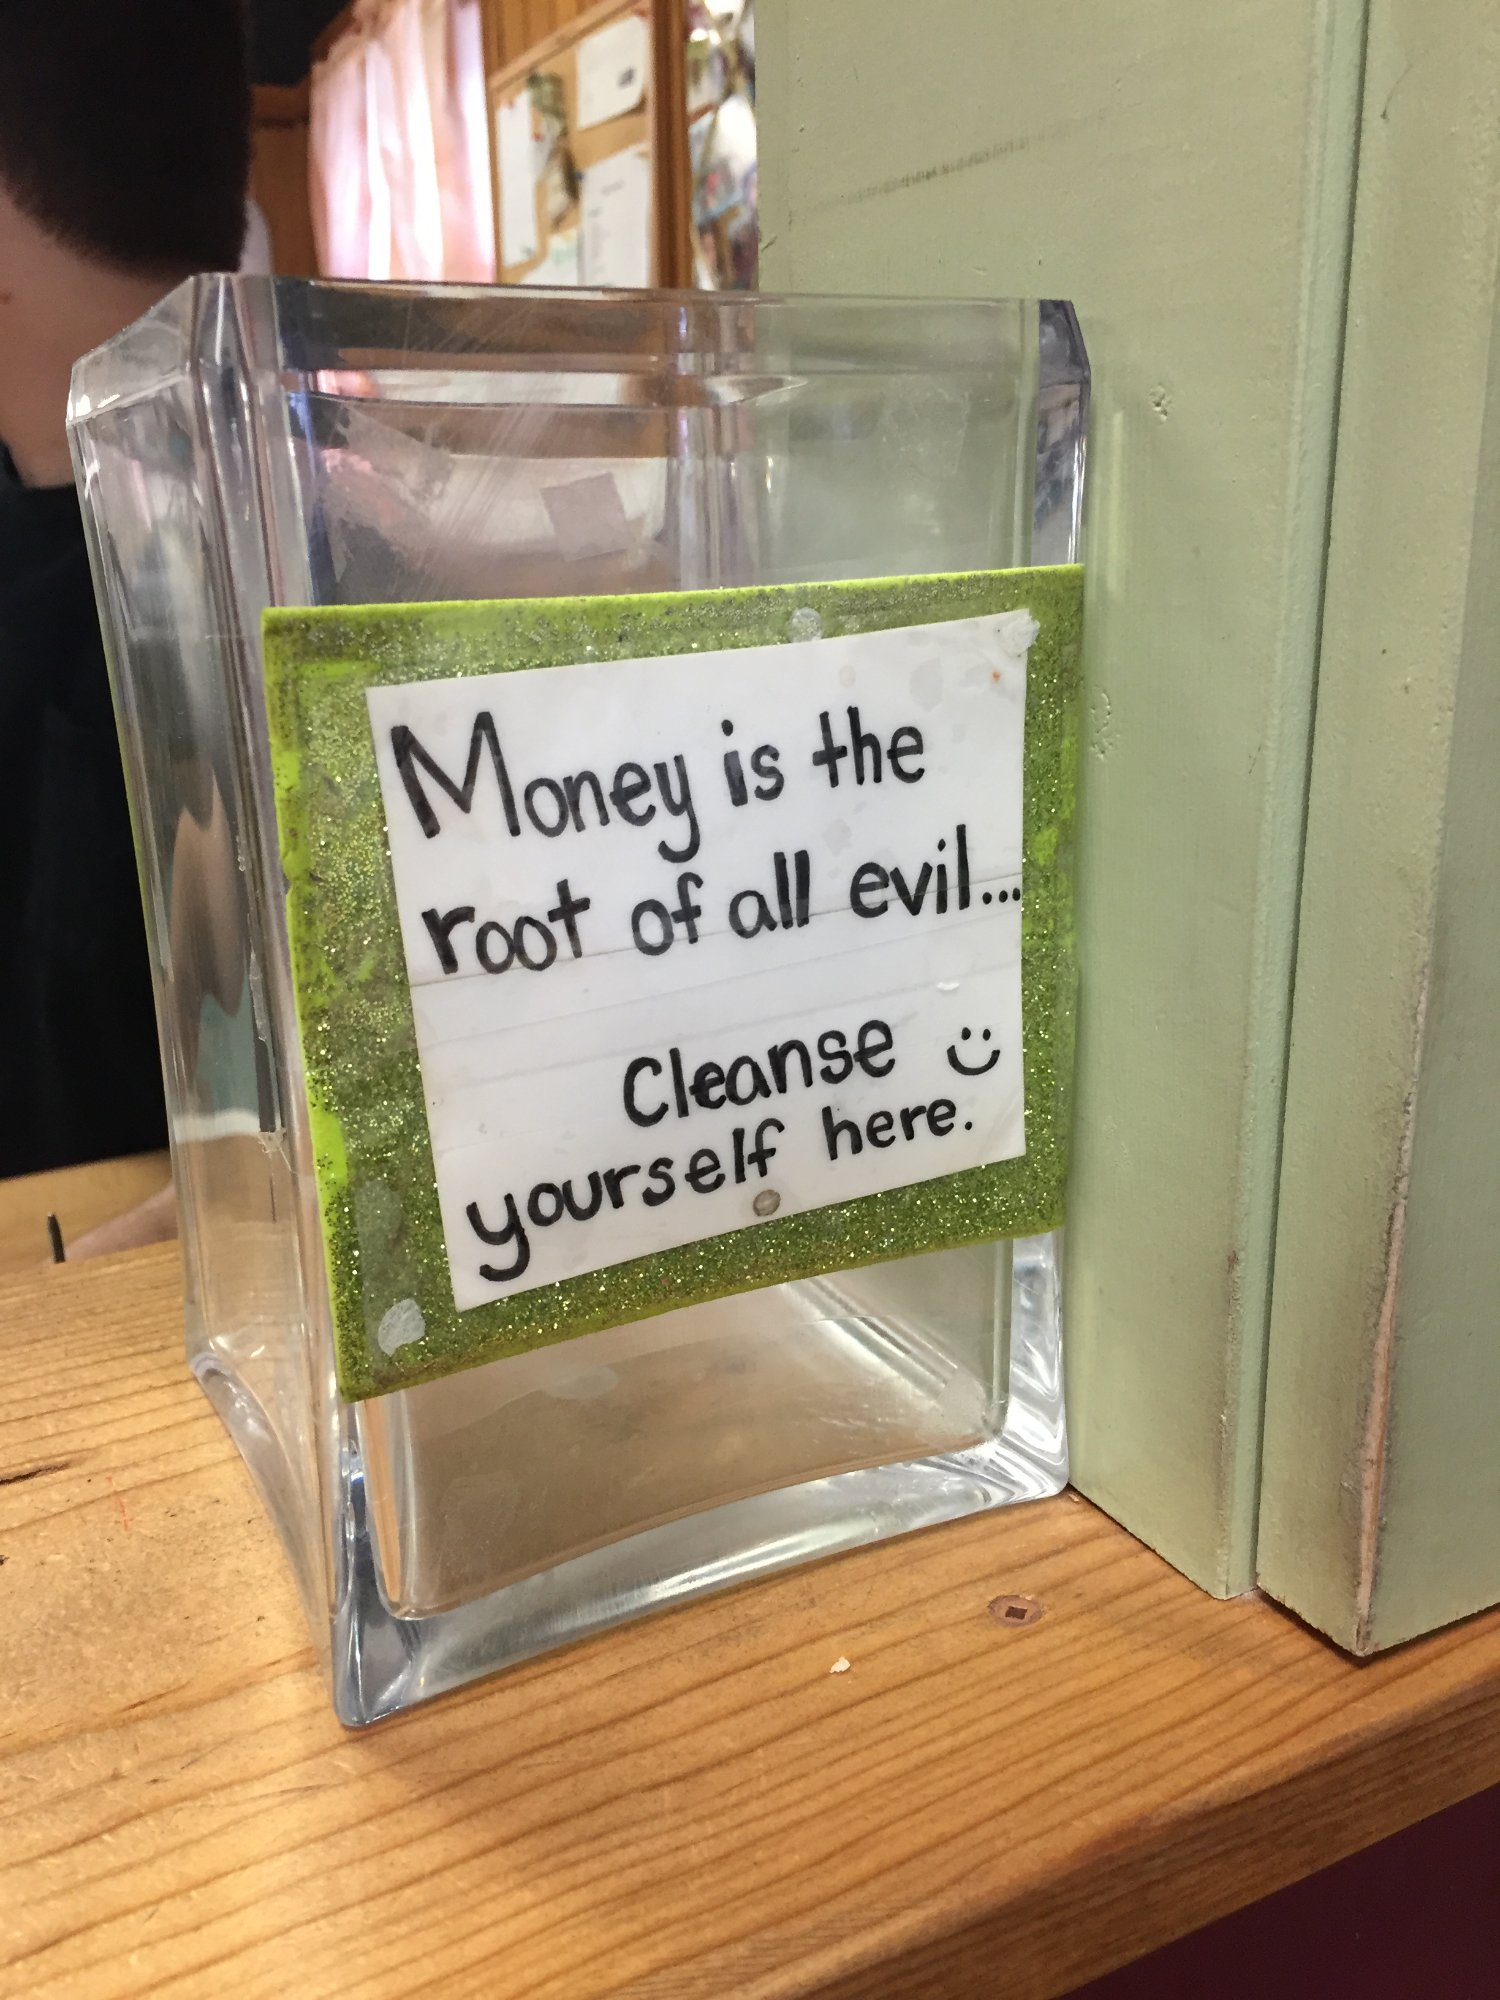 Money is the
root of all evil...
Cleanse
yourself here.